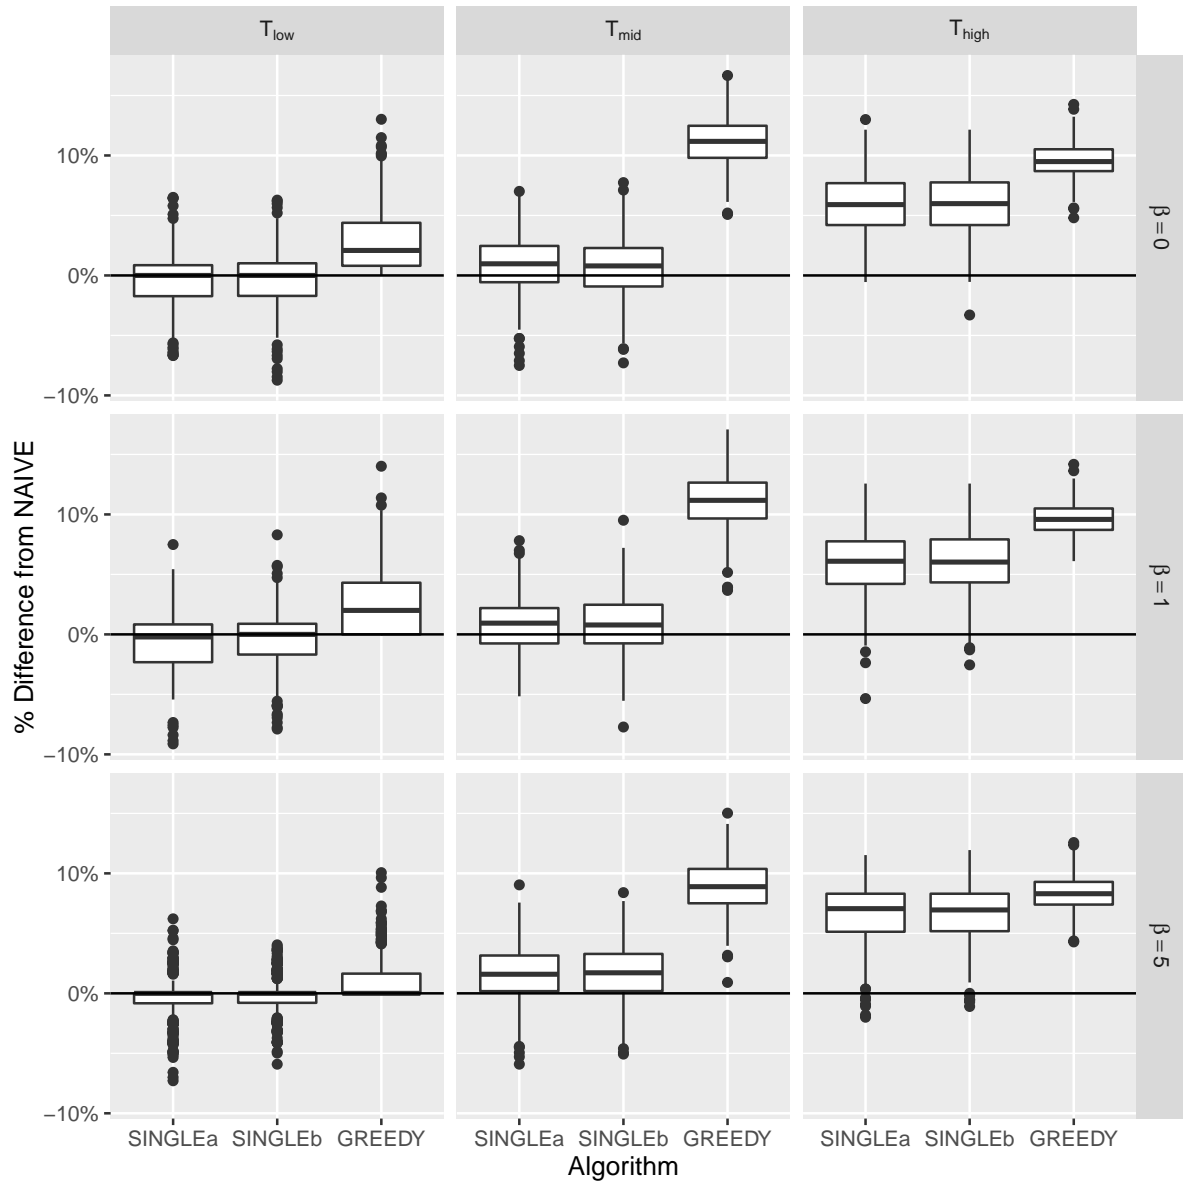 T_low T_mid T_high
10%
0%
−10%
β = 0
10%
0%
−10%
β = 1
10%
0%
−10%
β = 5
% Difference from NAIVE
SINGLEa SINGLEb GREEDY SINGLEa SINGLEb GREEDY SINGLEa SINGLEb GREEDY
Algorithm